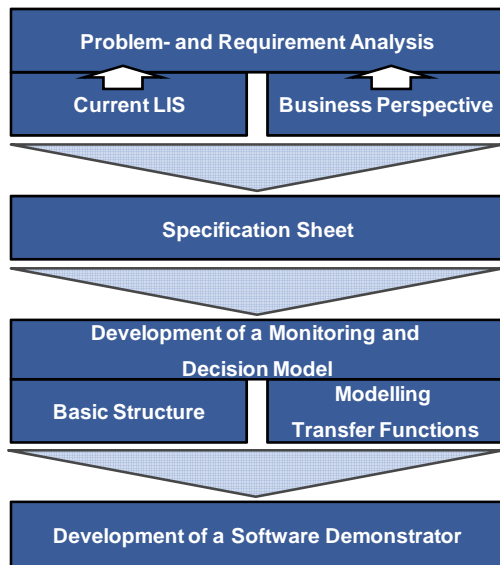 Problem- and Requirement Analysis
Current LIS
Business Perspective
Specification Sheet
Development of a Monitoring and
Decision Model
Basic Structure
Modelling
Transfer Functions
Development of a Software Demonstrator